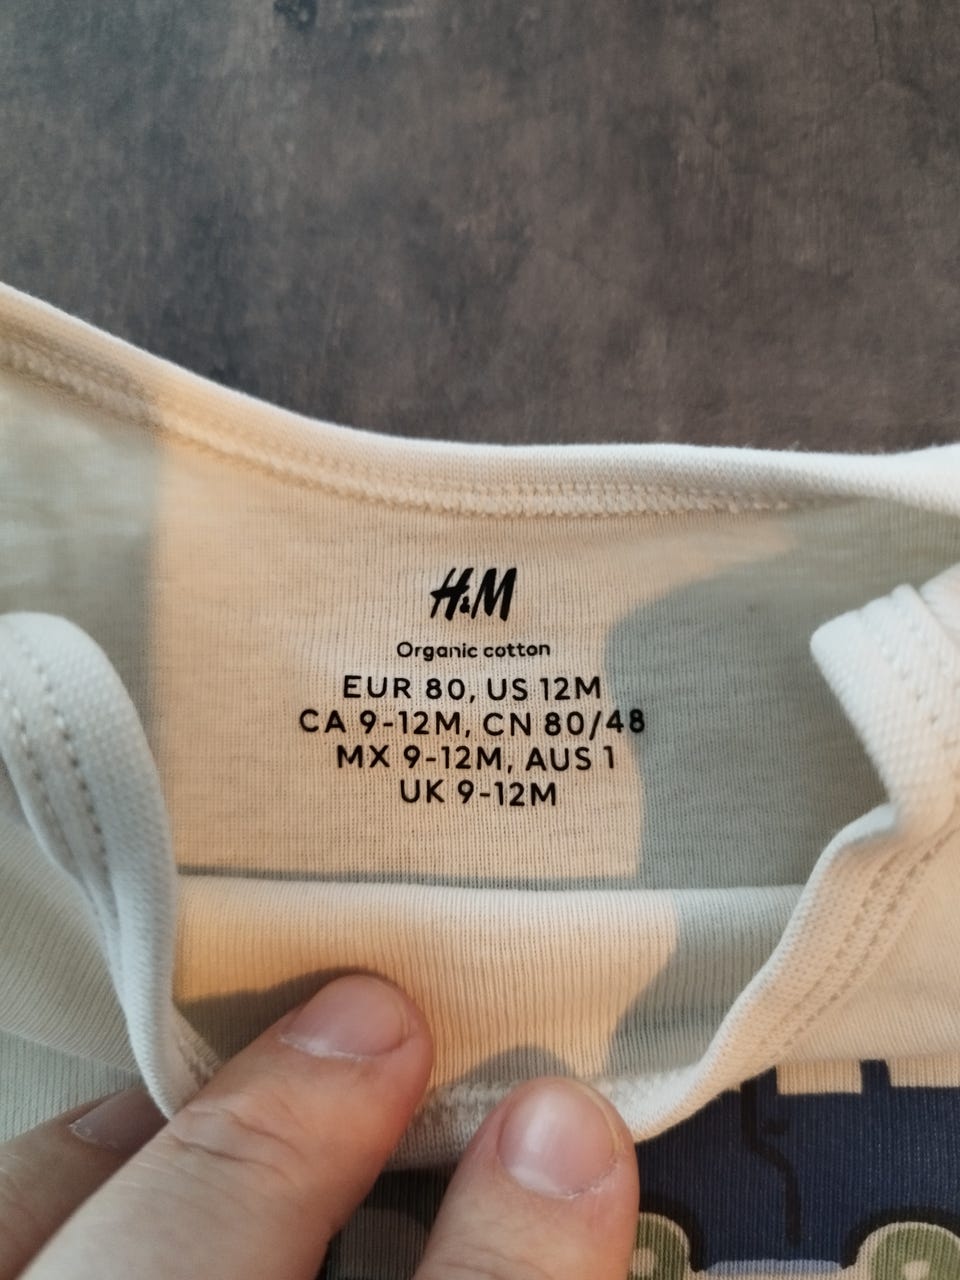 H&M
Organic cotton
EUR 80, US 12M
CA 9-12M, CN 80/48
MX 9-12M, AUS 1
UK 9-12M